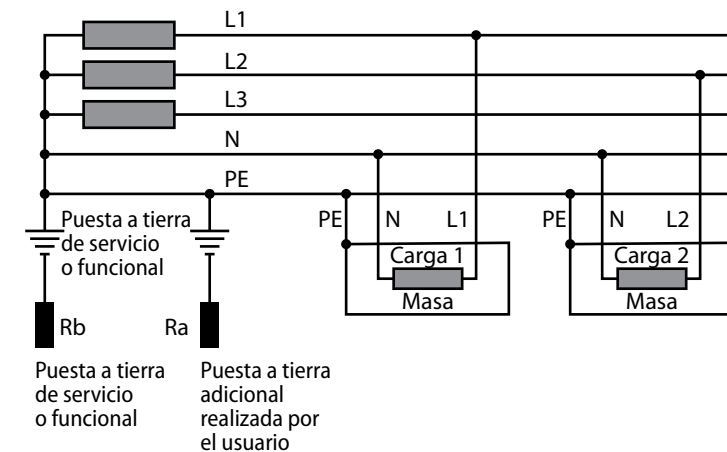 L1
L2
L3
N
PE
PE
N
L1
PE
N
L2
Puesta a tierra
de servicio
o funcional
Carga 1
Carga 2
Masa
Masa
Rb
Ra
Puesta a tierra
de servicio
o funcional
Puesta a tierra
adicional
realizada por
el usuario